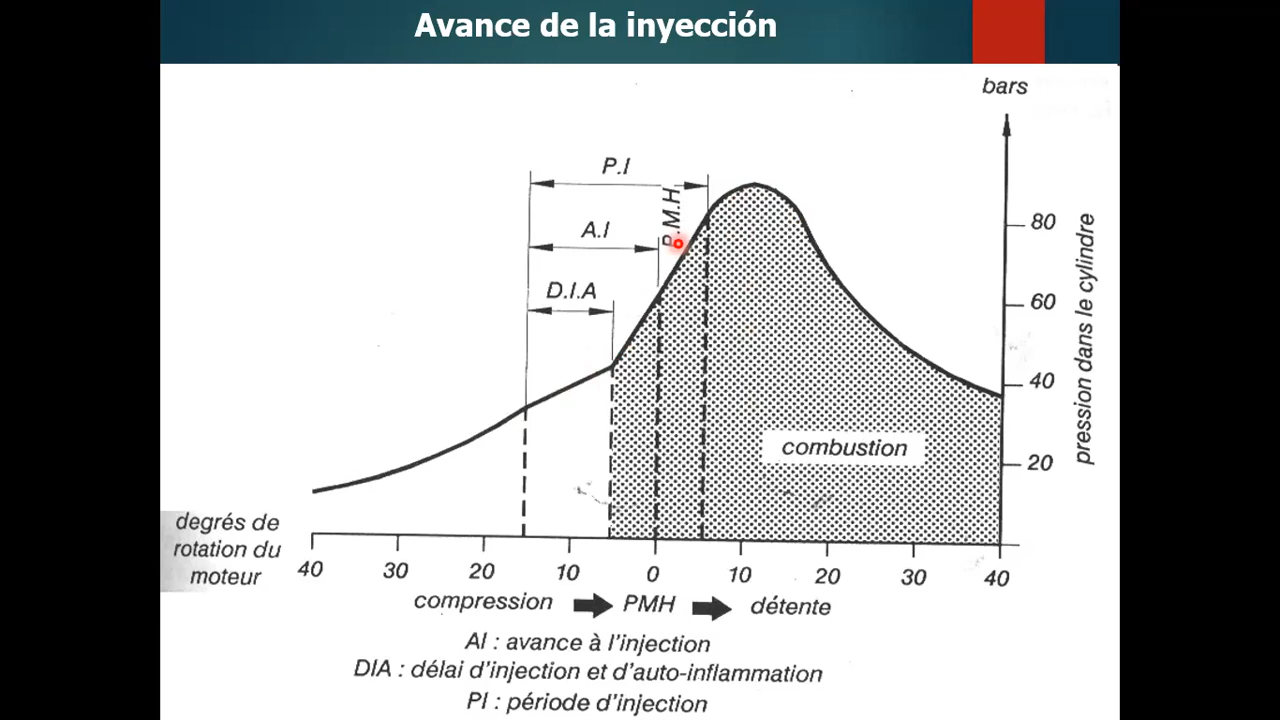 Avance de la inyección
bars
P.I
P.M.H
A.I
D.I.A
80
60
40
20
pression dans le cylindre
combustion
degrés de
rotation du
moteur
40 30 20 10 0 10 20 30 40
compression PMH détente
AI : avance à l'injection
DIA : délai d'injection et d'auto-inflammation
PI : période d'injection